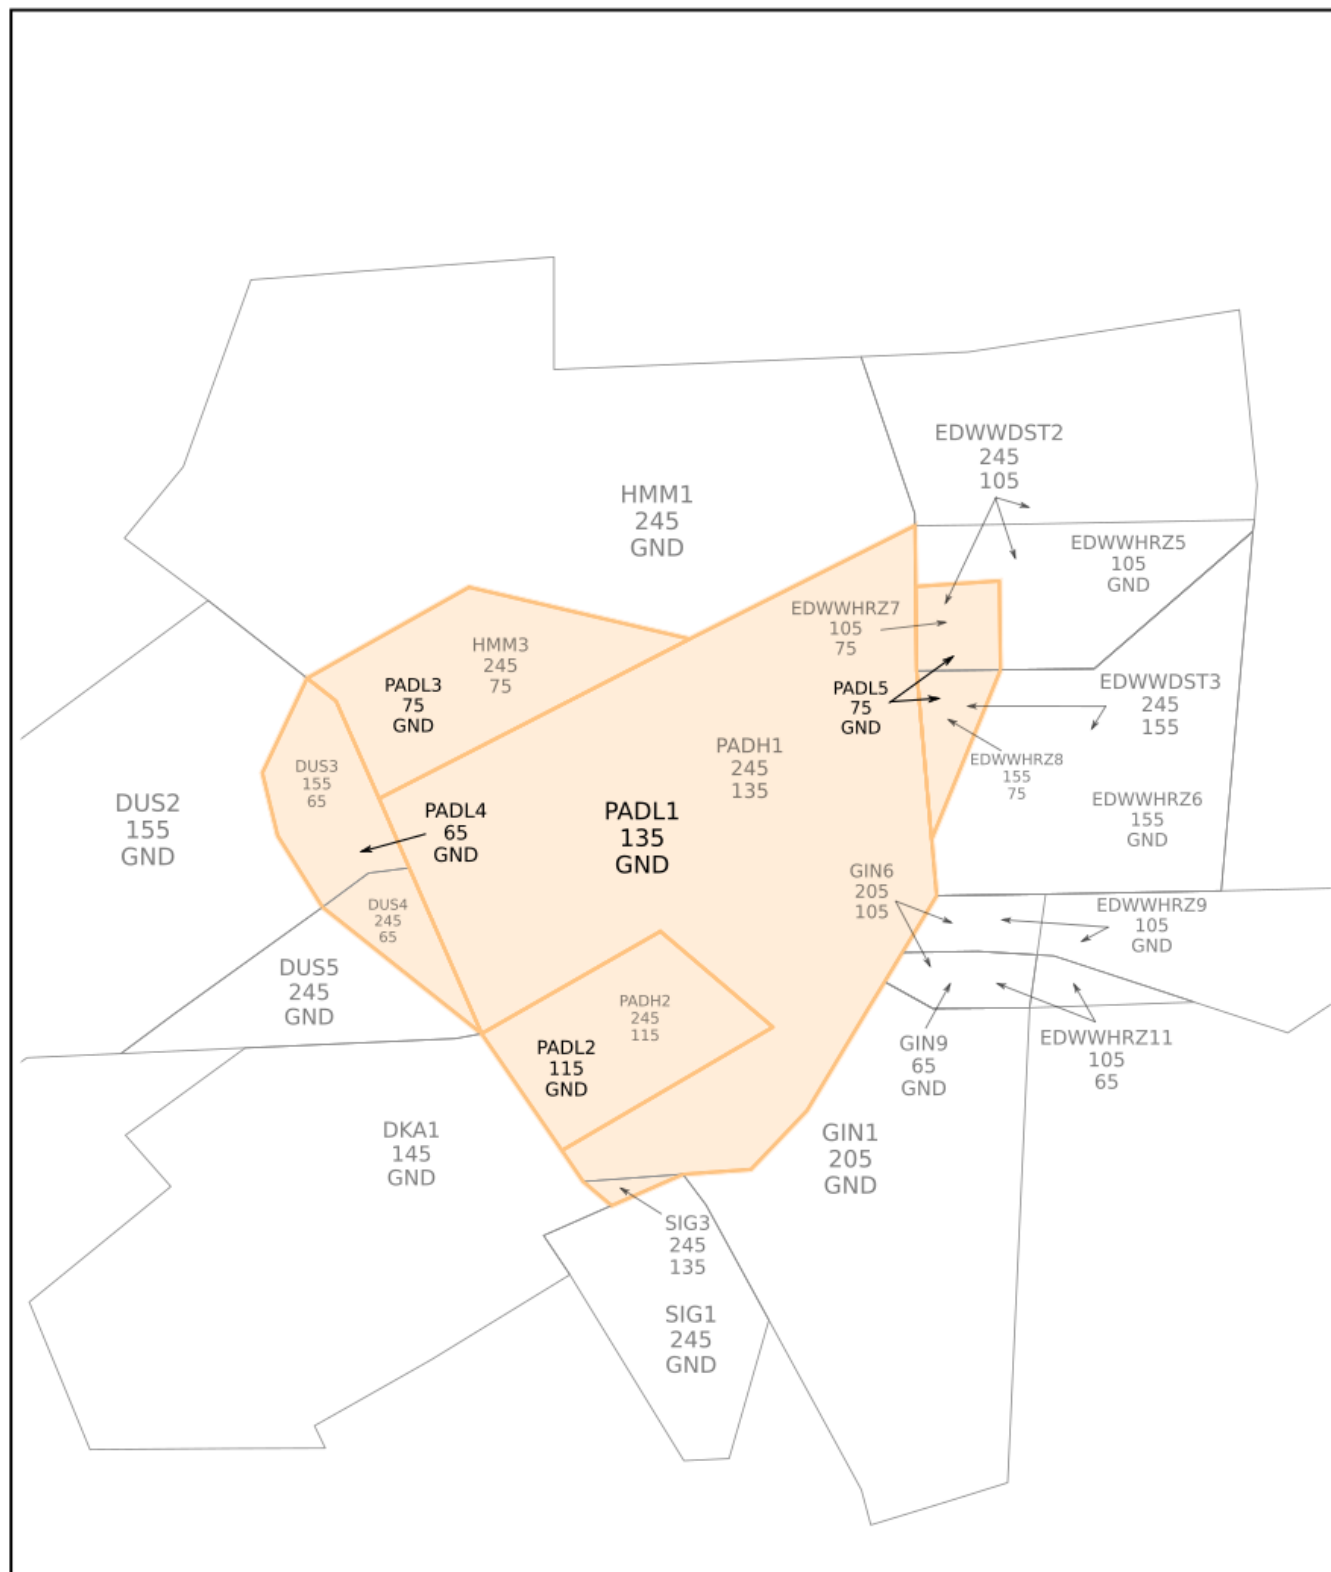 EDWWDST2
245
105
HMM1
245
GND
EDWWHRZ5
105
GND
EDWWHRZ7
105
75
HMM3
245
75
PADL3
75
GND
PADL5
75
GND
EDWWDST3
245
155
PADH1
245
135
DUS3
155
65
EDWWHRZ8
155
75
DUS2
155
GND
PADL4
65
GND
PADL1
135
GND
EDWWHRZ6
155
GND
GIN6
205
105
DUS4
245
65
EDWWHRZ9
105
GND
DUS5
245
GND
PADH2
245
115
PADL2
115
GND
GIN9
65
GND
EDWWHRZ11
105
65
DKA1
145
GND
GIN1
205
GND
SIG3
245
135
SIG1
245
GND